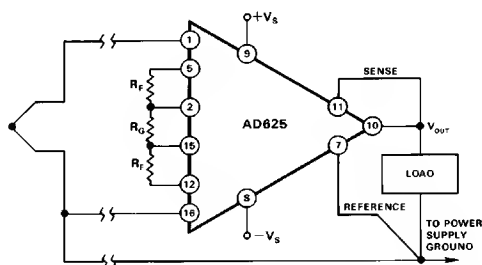 +VS
1
9
5
SENSE
RF
11
2
RG
AD625
10
VOUT
15
7
RF
LOAD
12
8
REFERENCE
16
TO POWER
SUPPLY
GROUND
−VS